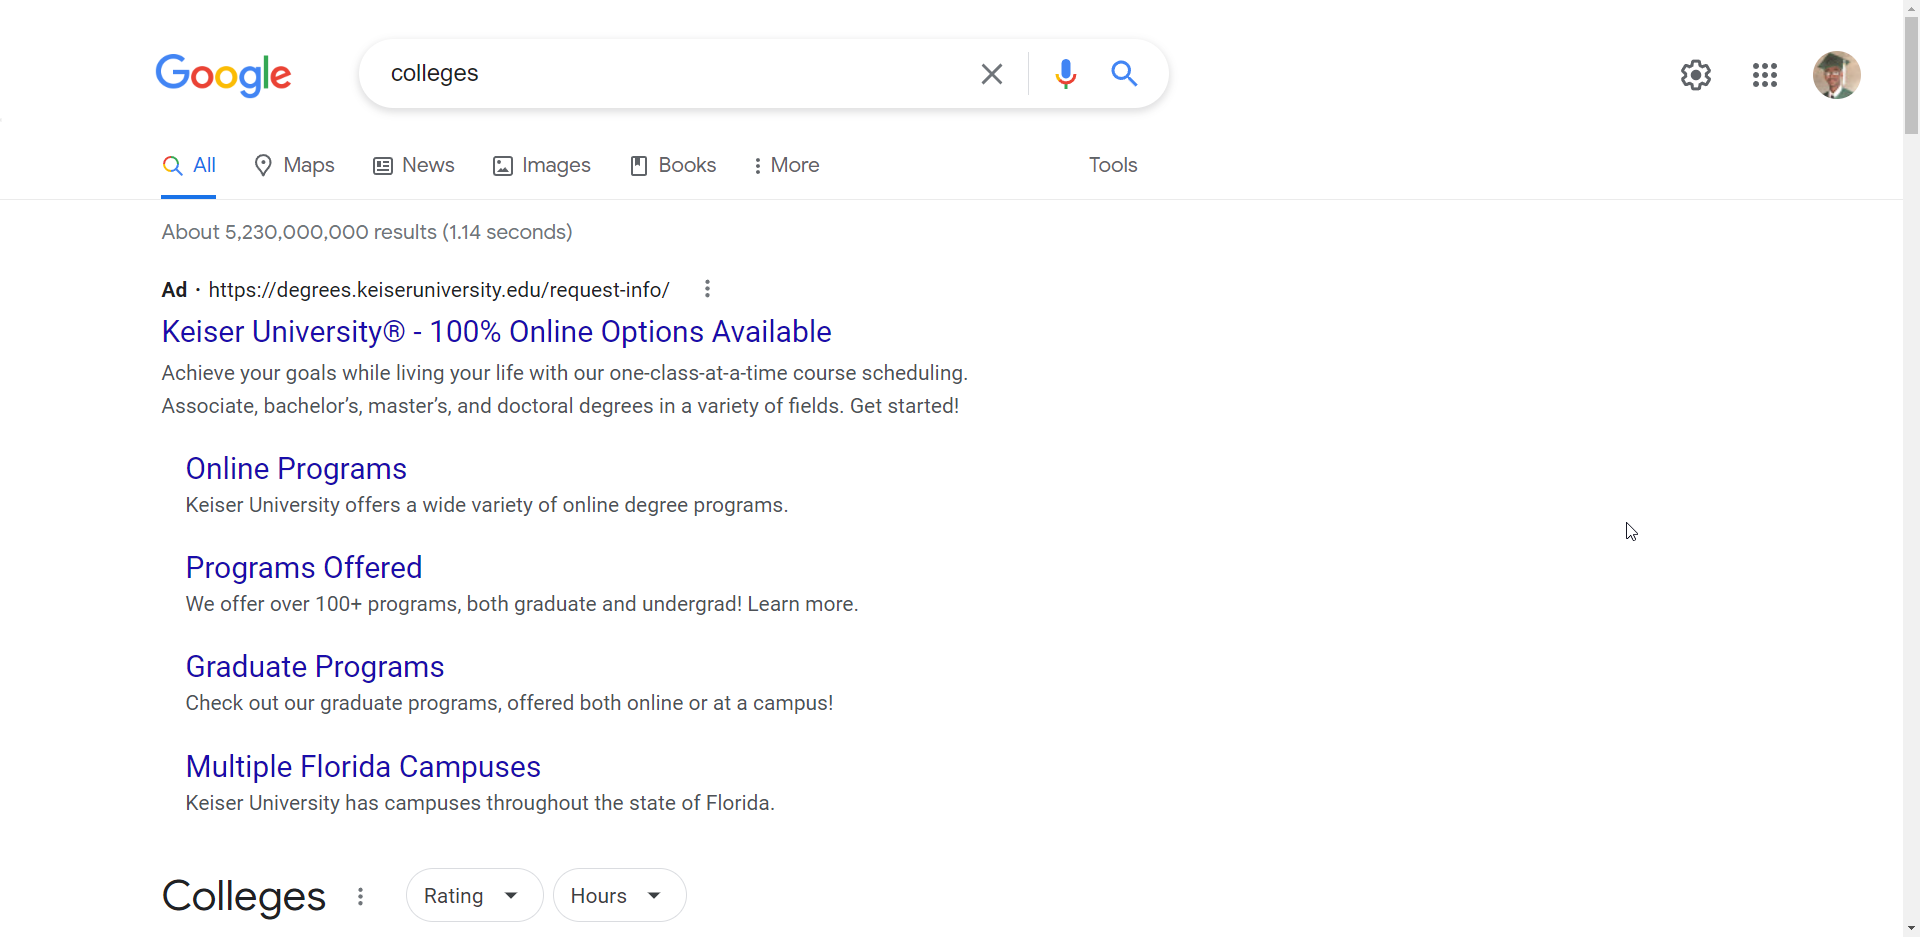 Google
colleges
All
Maps
News
Images
Books
More
Tools
About 5,230,000,000 results (1.14 seconds)
Ad · https://degrees.keiseruniversity.edu/request-info/
Keiser University® - 100% Online Options Available
Achieve your goals while living your life with our one-class-at-a-time course scheduling.
Associate, bachelor’s, master’s, and doctoral degrees in a variety of fields. Get started!
Online Programs
Keiser University offers a wide variety of online degree programs.
Programs Offered
We offer over 100+ programs, both graduate and undergrad! Learn more.
Graduate Programs
Check out our graduate programs, offered both online or at a campus!
Multiple Florida Campuses
Keiser University has campuses throughout the state of Florida.
Colleges
Rating
Hours